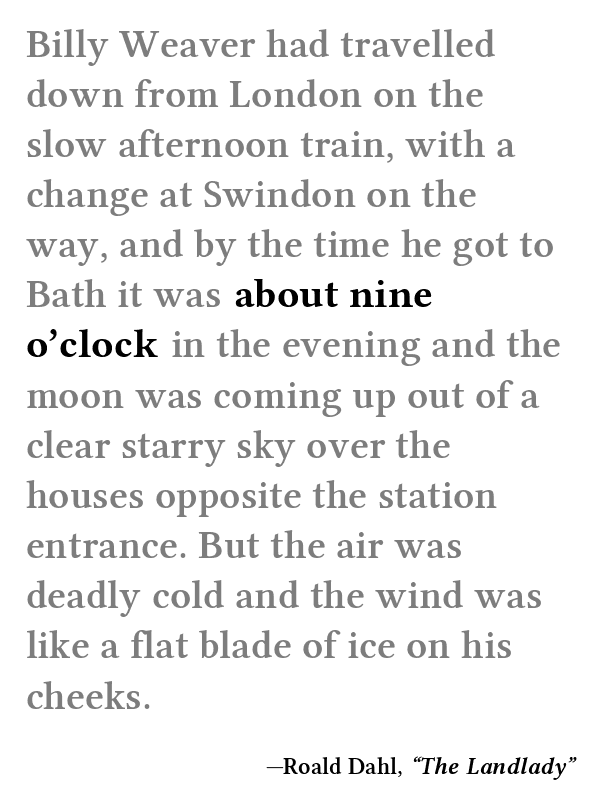 Billy Weaver had travelled
down from London on the
slow afternoon train, with a
change at Swindon on the
way, and by the time he got to
Bath it was about nine
o’clock in the evening and the
moon was coming up out of a
clear starry sky over the
houses opposite the station
entrance. But the air was
deadly cold and the wind was
like a flat blade of ice on his
cheeks.
—Roald Dahl, “The Landlady”